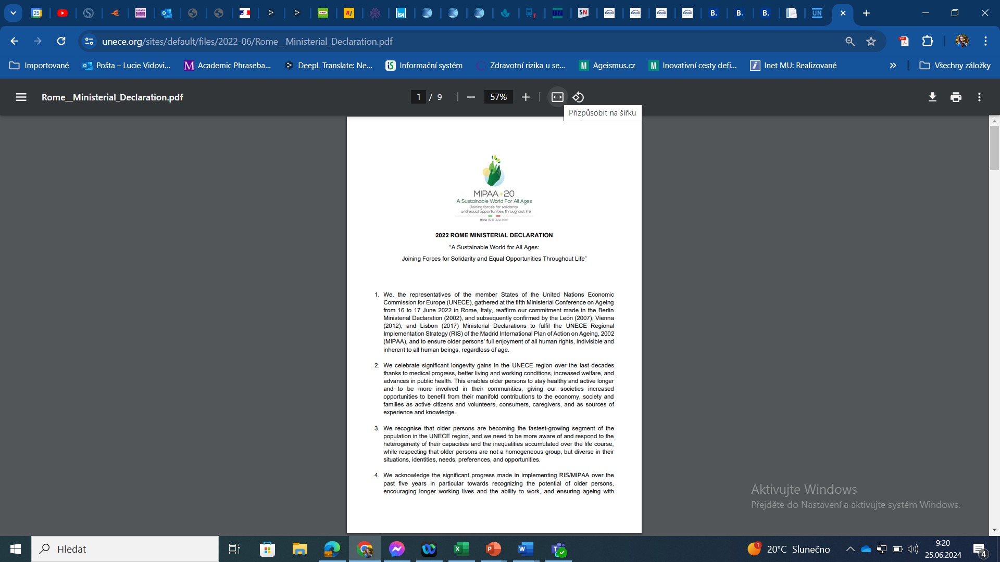 25
RJ
ISA
1
UN
SN
B.
B.
B.
UN
unece.org/sites/default/files/2022-06/Rome__Ministerial_Declaration.pdf
Importované
Pošta – Lucie Vidovi...
Academic Phraseba...
DeepL Translate: Ne...
Informační systém
Zdravotní rizika u se...
Ageismus.cz
Inovativní cesty defi...
Inet MU: Realizované
Všechny záložky
Rome__Ministerial_Declaration.pdf
1 / 9
57%
Přizpůsobit na šířku
MIPAA+20
A Sustainable World For All Ages
Joining forces for solidarity
and equal opportunities throughout life
Rome 15-17 June 2022
2022 ROME MINISTERIAL DECLARATION
“A Sustainable World for All Ages:
Joining Forces for Solidarity and Equal Opportunities Throughout Life”
1. We, the representatives of the member States of the United Nations Economic
Commission for Europe (UNECE), gathered at the fifth Ministerial Conference on Ageing
from 16 to 17 June 2022 in Rome, Italy, reaffirm our commitment made in the Berlin
Ministerial Declaration (2002), and subsequently confirmed by the León (2007), Vienna
(2012), and Lisbon (2017) Ministerial Declarations to fulfil the UNECE Regional
Implementation Strategy (RIS) of the Madrid International Plan of Action on Ageing, 2002
(MIPAA), and to ensure older persons' full enjoyment of all human rights, indivisible and
inherent to all human beings, regardless of age.
2. We celebrate significant longevity gains in the UNECE region over the last decades
thanks to medical progress, better living and working conditions, increased welfare, and
advances in public health. This enables older persons to stay healthy and active longer
and to be more involved in their communities, giving our societies increased
opportunities to benefit from their manifold contributions to the economy, society and
families as active citizens and volunteers, consumers, caregivers, and as sources of
experience and knowledge.
3. We recognise that older persons are becoming the fastest-growing segment of the
population in the UNECE region, and we need to be more aware of and respond to the
heterogeneity of their capacities and the inequalities accumulated over the life course,
while respecting that older persons are not a homogeneous group, but diverse in their
situations, identities, needs, preferences, and opportunities.
4. We acknowledge the significant progress made in implementing RIS/MIPAA over the
past five years in particular towards recognizing the potential of older persons,
encouraging longer working lives and the ability to work, and ensuring ageing with
Aktivujte Windows
Přejděte do Nastavení a aktivujte systém Windows.
Hledat
1
20°C Slunečno
9:20
25.06.2024
4